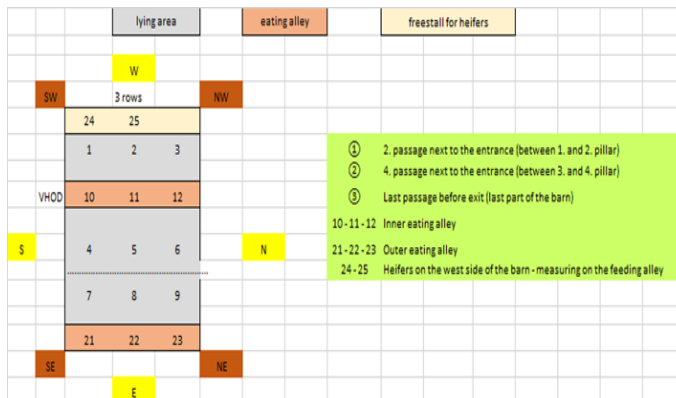 lying area eating alley freestall for heifers
W
SW 3 rows NW
24 25
1 2 3
① 2. passage next to the entrance (between 1. and 2. pillar)
② 4. passage next to the entrance (between 3. and 4. pillar)
VHOD 10 11 12
③ Last passage before exit (last part of the barn)
10 - 11 - 12 Inner eating alley
S 4 5 6 N
21 - 22 - 23 Outer eating alley
24 - 25 Heifers on the west side of the barn - measuring on the feeding alley
7 8 9
21 22 23
SE NE
E